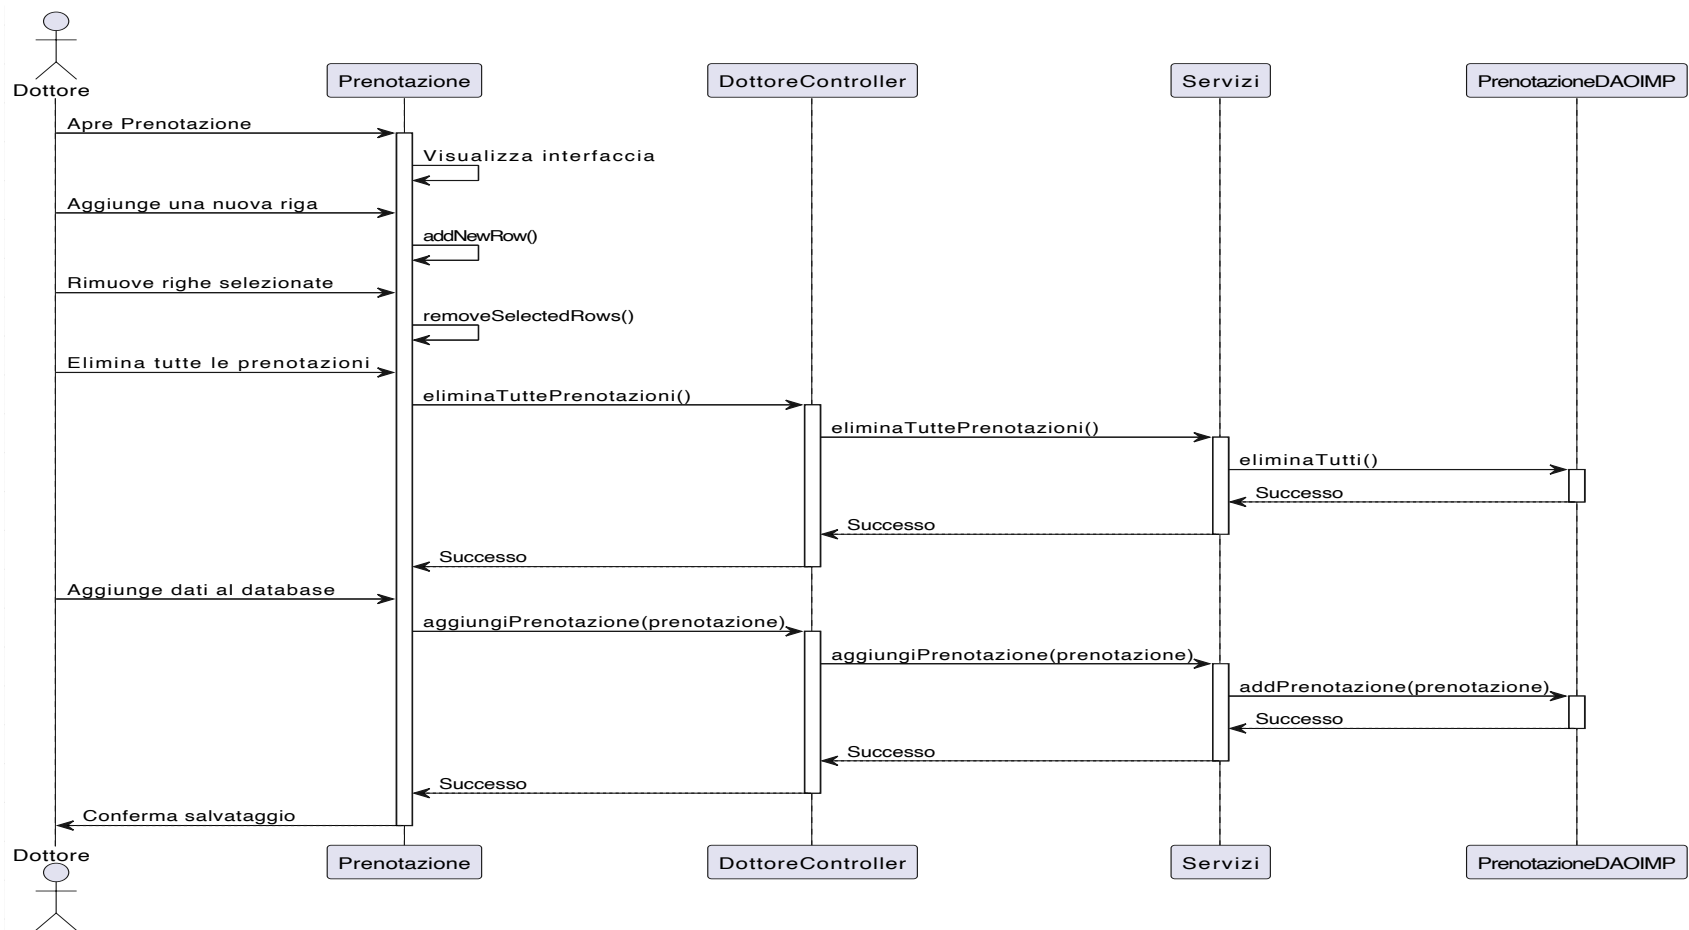 Dottore
Prenotazione
DottoreController
Servizi
PrenotazioneDAOIMP
Apre Prenotazione
Visualizza interfaccia
Aggiunge una nuova riga
addNewRow()
Rimuove righe selezionate
removeSelectedRows()
Elimina tutte le prenotazioni
eliminaTuttePrenotazioni()
eliminaTuttePrenotazioni()
eliminaTutti()
Successo
Successo
Successo
Aggiunge dati al database
aggiungiPrenotazione(prenotazione)
aggiungiPrenotazione(prenotazione)
addPrenotazione(prenotazione)
Successo
Successo
Successo
Conferma salvataggio
Dottore
Prenotazione
DottoreController
Servizi
PrenotazioneDAOIMP